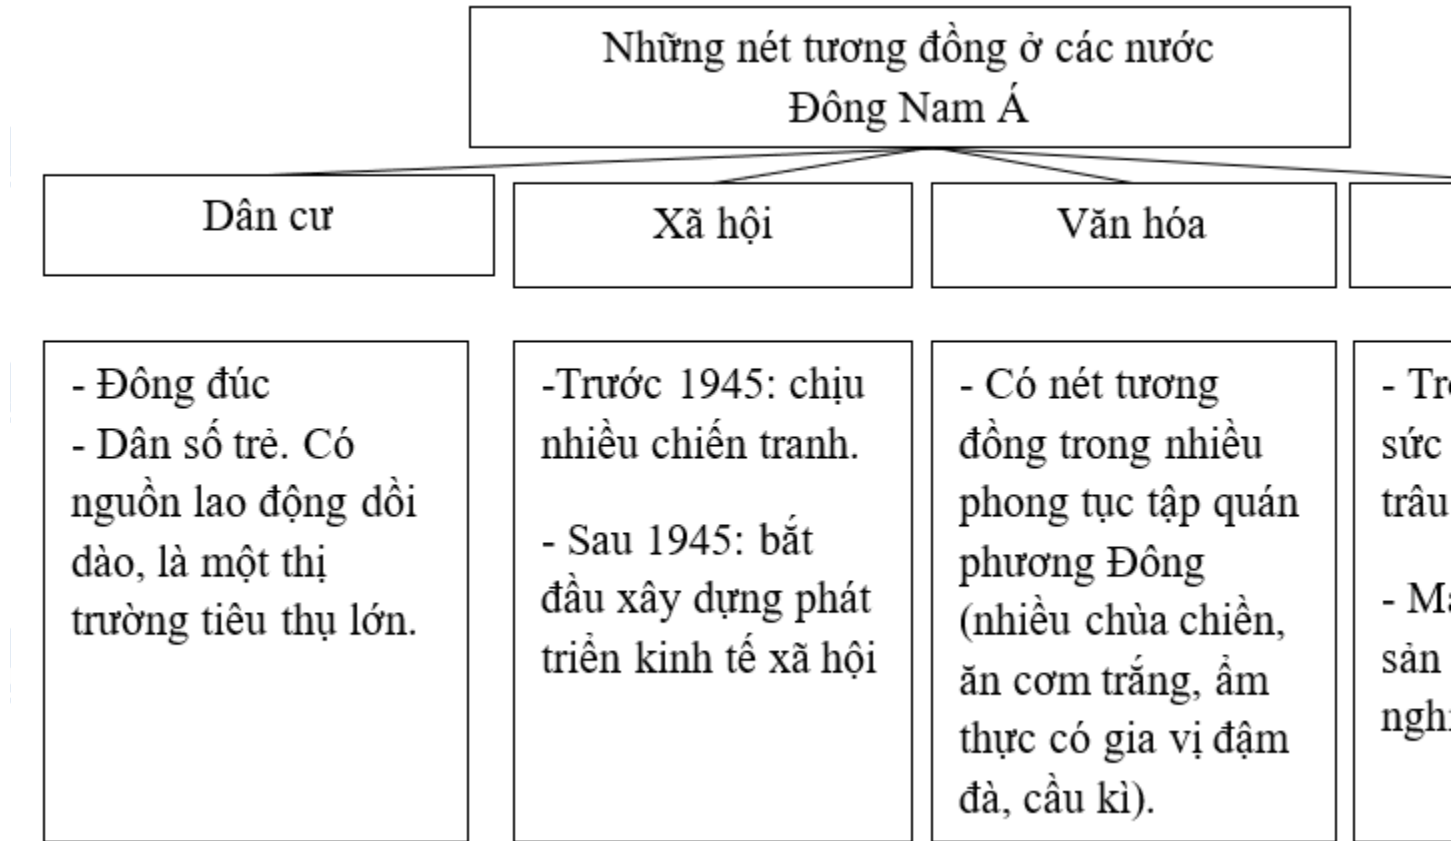 Những nét tương đồng ở các nước
Đông Nam Á
Dân cư
Xã hội
Văn hóa
- Đông đúc
- Dân số trẻ. Có
nguồn lao động dồi
dào, là một thị
trường tiêu thụ lớn.
-Trước 1945: chịu
nhiều chiến tranh.
- Sau 1945: bắt
đầu xây dựng phát
triển kinh tế xã hội
- Có nét tương
đồng trong nhiều
phong tục tập quán
phương Đông
(nhiều chùa chiền,
ăn cơm trắng, ẩm
thực có gia vị đậm
đà, cầu kì).
sức
trâu
sản